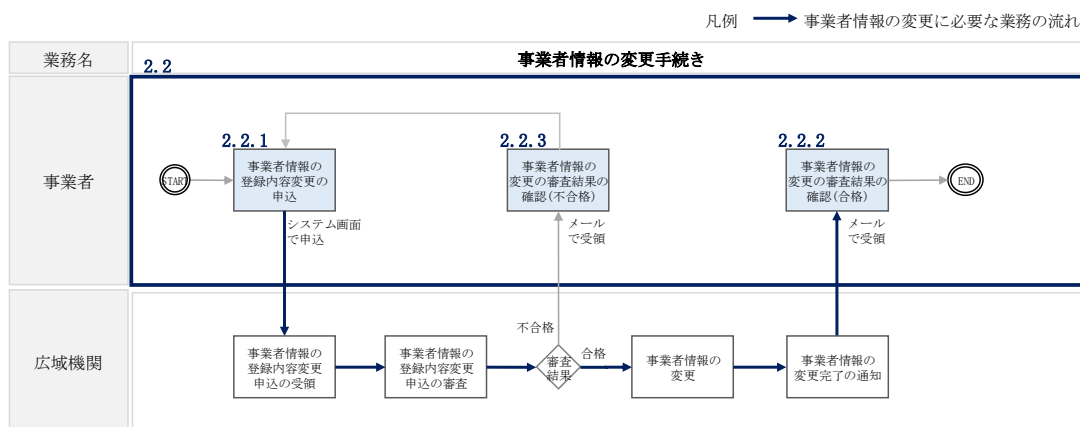 凡例 事業者情報の変更に必要な業務の流れ
業務名
事業者情報の変更手続き
2.2
事業者
START
2.2.1
事業者情報の
登録内容変更の
申込
システム画面
で申込
2.2.3
事業者情報の
変更の審査結果の
確認(不合格)
メール
で受領
2.2.2
事業者情報の
変更の審査結果の
確認(合格)
メール
で受領
END
広域機関
事業者情報の
登録内容変更
申込の受領
事業者情報の
登録内容変更
申込の審査
不合格
審査
結果
合格
事業者情報の
変更
事業者情報の
変更完了の通知